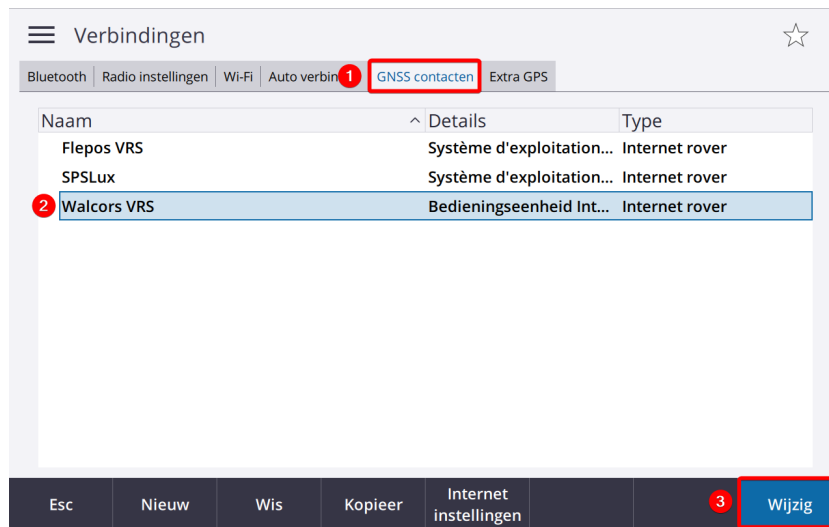 Verbindingen
Bluetooth Radio instellingen Wi-Fi Auto verbin 1 GNSS contacten Extra GPS
Naam Details Type
Flepos VRS Système d'exploitation... Internet rover
SPSLux Système d'exploitation... Internet rover
2 Walcors VRS Bedieningseenheid Int... Internet rover
Esc Nieuw Wis Kopieer Internet instellingen 3 Wijzig